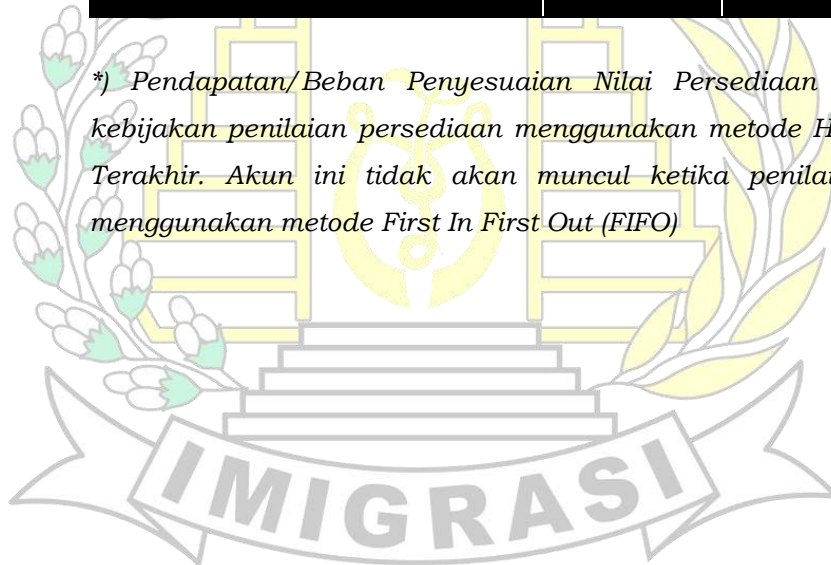 *) Pendapatan/Beban Penyesuaian Nilai Persediaan
kebijakan penilaian persediaan menggunakan metode
Terakhir. Akun ini tidak akan muncul ketika
menggunakan metode First In First Out (FIFO)
IMIGRASI